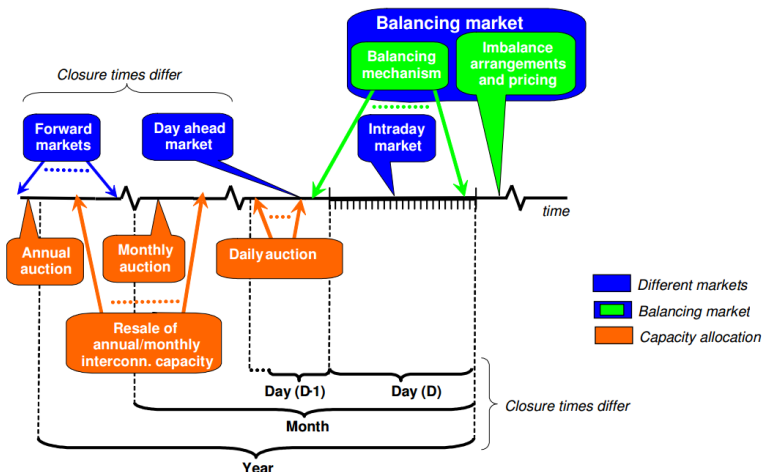 Balancing market
Balancing
mechanism
Imbalance
arrangements
and pricing
Closure times differ
Forward
markets
Day ahead
market
Intraday
market
time
Annual
auction
Monthly
auction
Daily auction
Resale of
annual/monthly
interconn. capacity
Different markets
Balancing market
Capacity allocation
Day (D-1)
Day (D)
Closure times differ
Month
Year